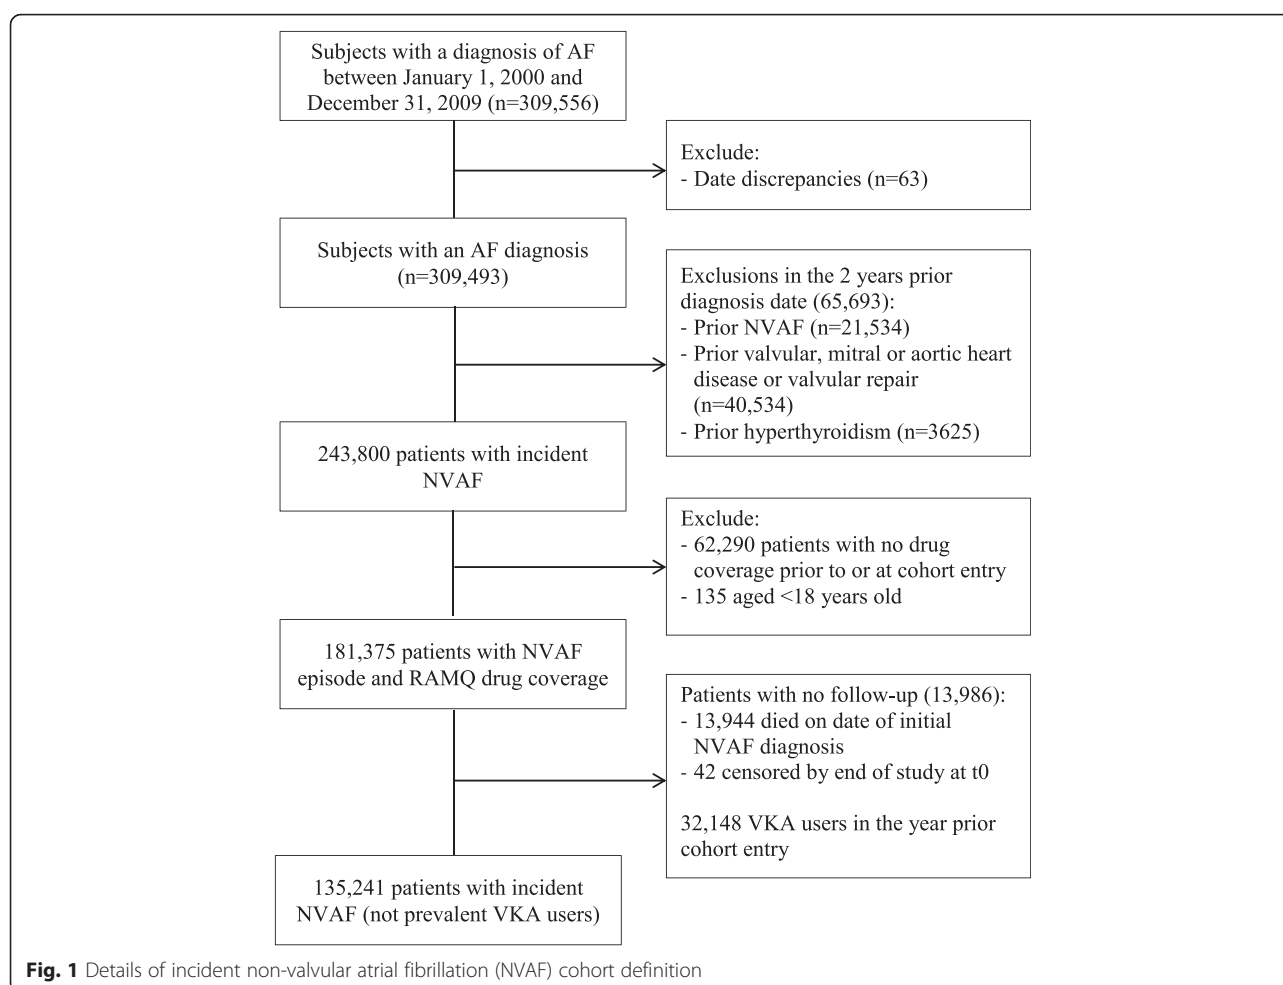 Subjects with a diagnosis of AF
between January 1, 2000 and
December 31, 2009 (n=309,556)
Exclude:
- Date discrepancies (n=63)
Subjects with an AF diagnosis
(n=309,493)
Exclusions in the 2 years prior
diagnosis date (65,693):
- Prior NVAF (n=21,534)
- Prior valvular, mitral or aortic heart
disease or valvular repair
(n=40,534)
- Prior hyperthyroidism (n=3625)
243,800 patients with incident
NVAF
Exclude:
- 62,290 patients with no drug
coverage prior to or at cohort entry
- 135 aged <18 years old
181,375 patients with NVAF
episode and RAMQ drug coverage
Patients with no follow-up (13,986):
- 13,944 died on date of initial
NVAF diagnosis
- 42 censored by end of study at t0
32,148 VKA users in the year prior
cohort entry
135,241 patients with incident
NVAF (not prevalent VKA users)
Fig. 1 Details of incident non-valvular atrial fibrillation (NVAF) cohort definition